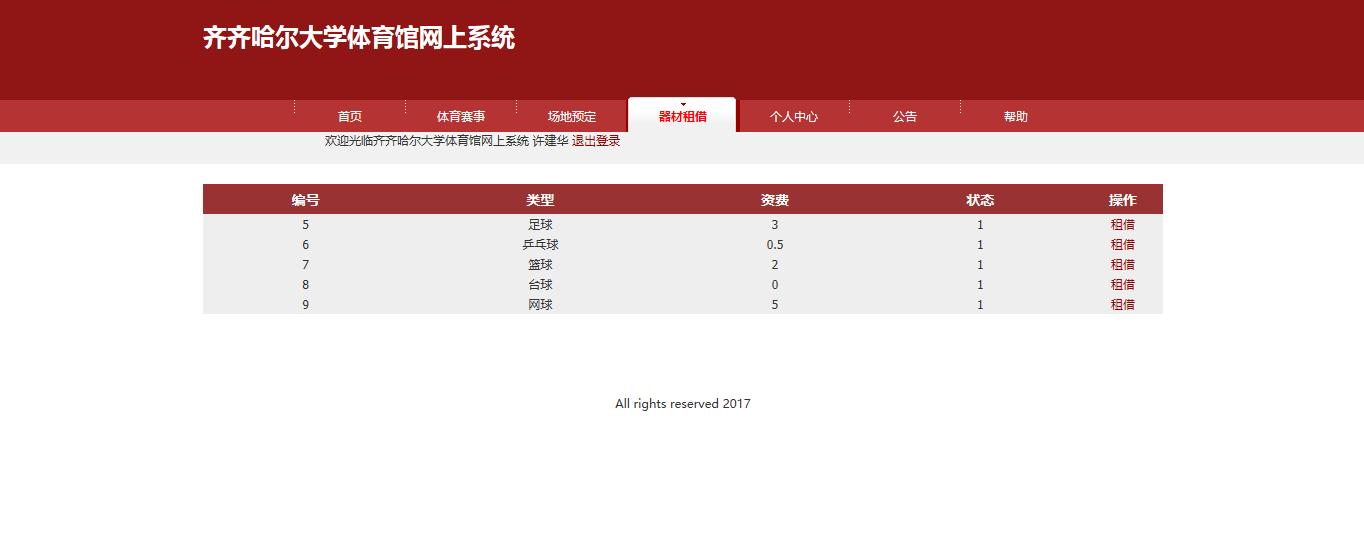 齐齐哈尔大学体育馆网上系统
首页 体育赛事 场地预定 器材租借 个人中心 公告 帮助
欢迎光临齐齐哈尔大学体育馆网上系统 许建华 退出登录
编号 类型 资费 状态 操作
5 足球 3 1 租借
6 乒乓球 0.5 1 租借
7 篮球 2 1 租借
8 台球 0 1 租借
9 网球 5 1 租借
All rights reserved 2017